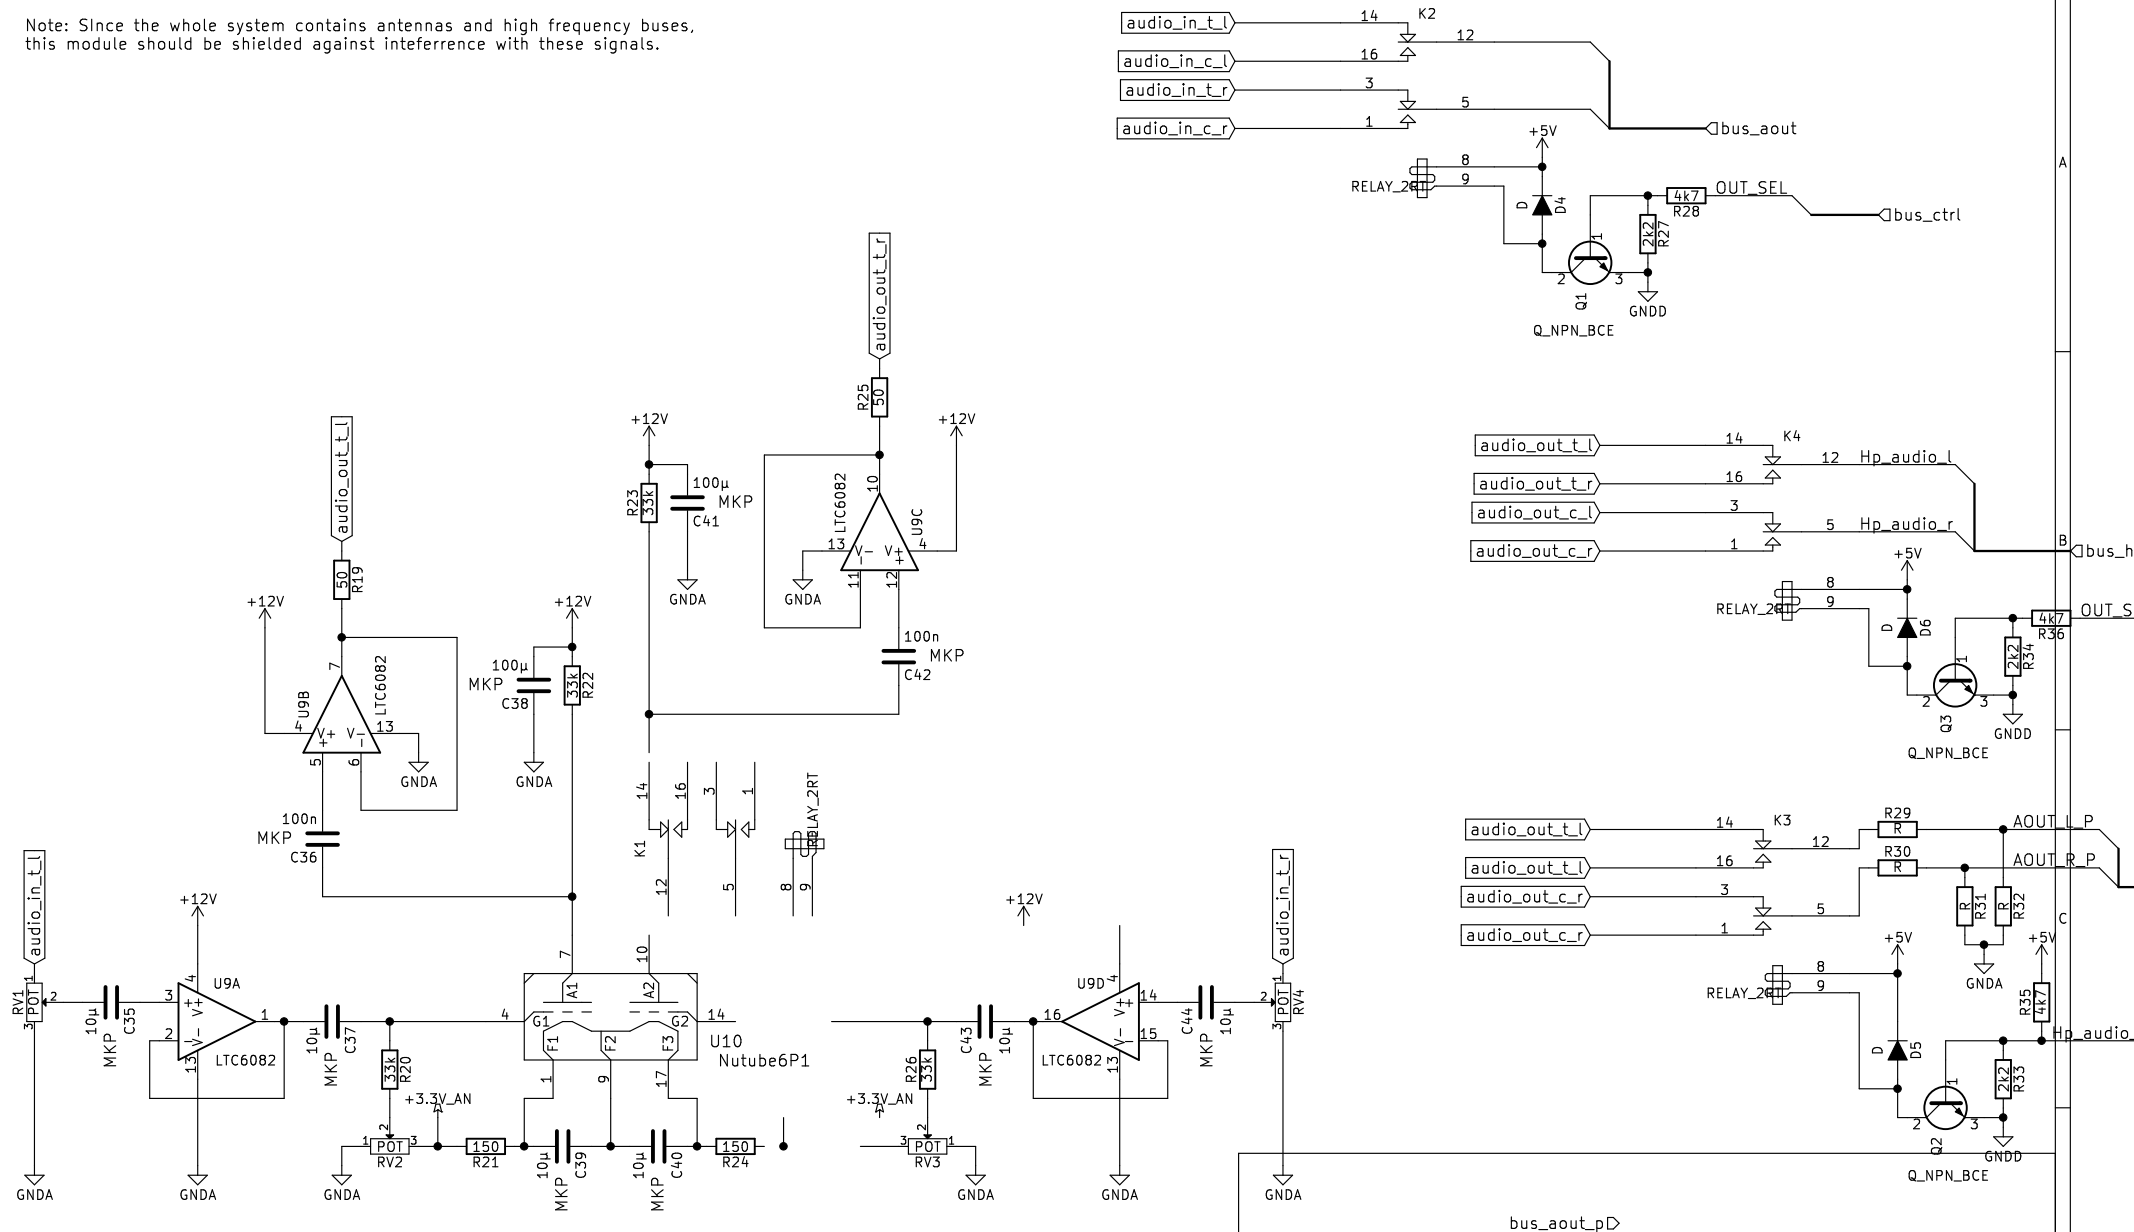 Note: SInce the whole system contains antennas and high frequency buses,
this module should be shielded against inteferrence with these signals.
audio_in_t_l
14
K2
12
audio_in_c_l
16
audio_in_t_r
3
5
audio_in_c_r
1
bus_aout
+5V
8
RELAY_2RT
9
D
D4
4k7
R28
OUT_SEL
bus_ctrl
2k2
R27
1
2
3
Q1
Q_NPN_BCE
GNDD
A
audio_out_t_r
R25
50
+12V
LTC6082
10
U9C
13
V-
V+
4
-
+
11
12
GNDA
100n
MKP
C42
+12V
R23
33k
100µ
MKP
C41
GNDA
audio_out_t_l
50
R19
+12V
7
U9B
LTC6082
4
V+
V-
13
+
-
5
6
GNDA
100n
MKP
C36
+12V
100µ
MKP
C38
33k
R22
GNDA
14
16
3
1
RELAY_2RT
K1
12
5
8
9
audio_out_t_l
14
K4
12
Hp_audio_l
audio_out_t_r
16
audio_out_c_l
3
5
Hp_audio_r
audio_out_c_r
1
B
bus_h
+5V
8
RELAY_2RT
9
D
D6
4k7
R36
OUT_S
2k2
R34
1
2
3
Q3
Q_NPN_BCE
GNDD
audio_out_t_l
14
K3
12
R29
R
AOUT_L_P
audio_out_t_l
16
R30
R
AOUT_R_P
audio_out_c_r
3
5
audio_out_c_r
1
R
R31
R
R32
C
GNDA
+5V
+5V
8
RELAY_2RT
9
D
D5
R35
4k7
Hp_audio_
2k2
R33
1
2
3
Q2
Q_NPN_BCE
GNDD
audio_in_t_l
RV1
POT
1
2
3
GNDA
10µ
MKP
C35
+12V
U9A
4
3
+
V+
2
-
V-
13
1
LTC6082
GNDA
10µ
MKP
C37
33k
R20
+3.3V_AN
1
2
POT
3
RV2
GNDA
150
R21
10µ
MKP
C39
10µ
MKP
C40
150
R24
7
10
A1
A2
4
G1
G2
14
F1
F2
F3
1
9
17
U10
Nutube6P1
+12V
U9D
4
14
+
V+
15
-
V-
13
16
LTC6082
GNDA
C43
10µ
MKP
C44
10µ
MKP
R26
33k
+3.3V_AN
3
2
POT
1
RV3
GNDA
audio_in_t_r
1
2
POT
3
RV4
GNDA
bus_aout_p